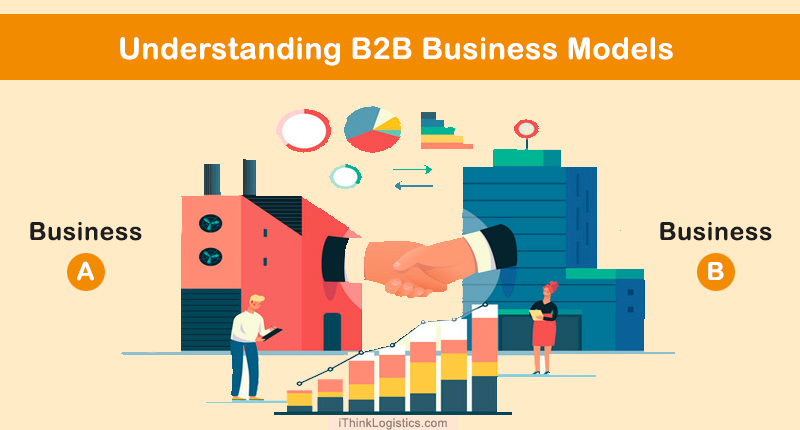 Understanding B2B Business Models
Business
A
Business
B
iThinkLogistics.com